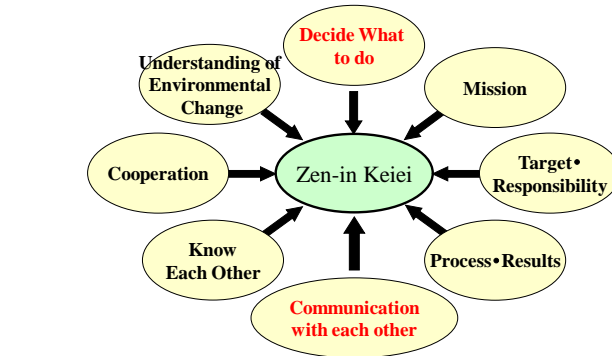 Decide What
to do
Understanding of
Environmental
Change
Mission
Cooperation
Zen-in Keiei
Target•
Responsibility
Know
Each Other
Process•Results
Communication
with each other